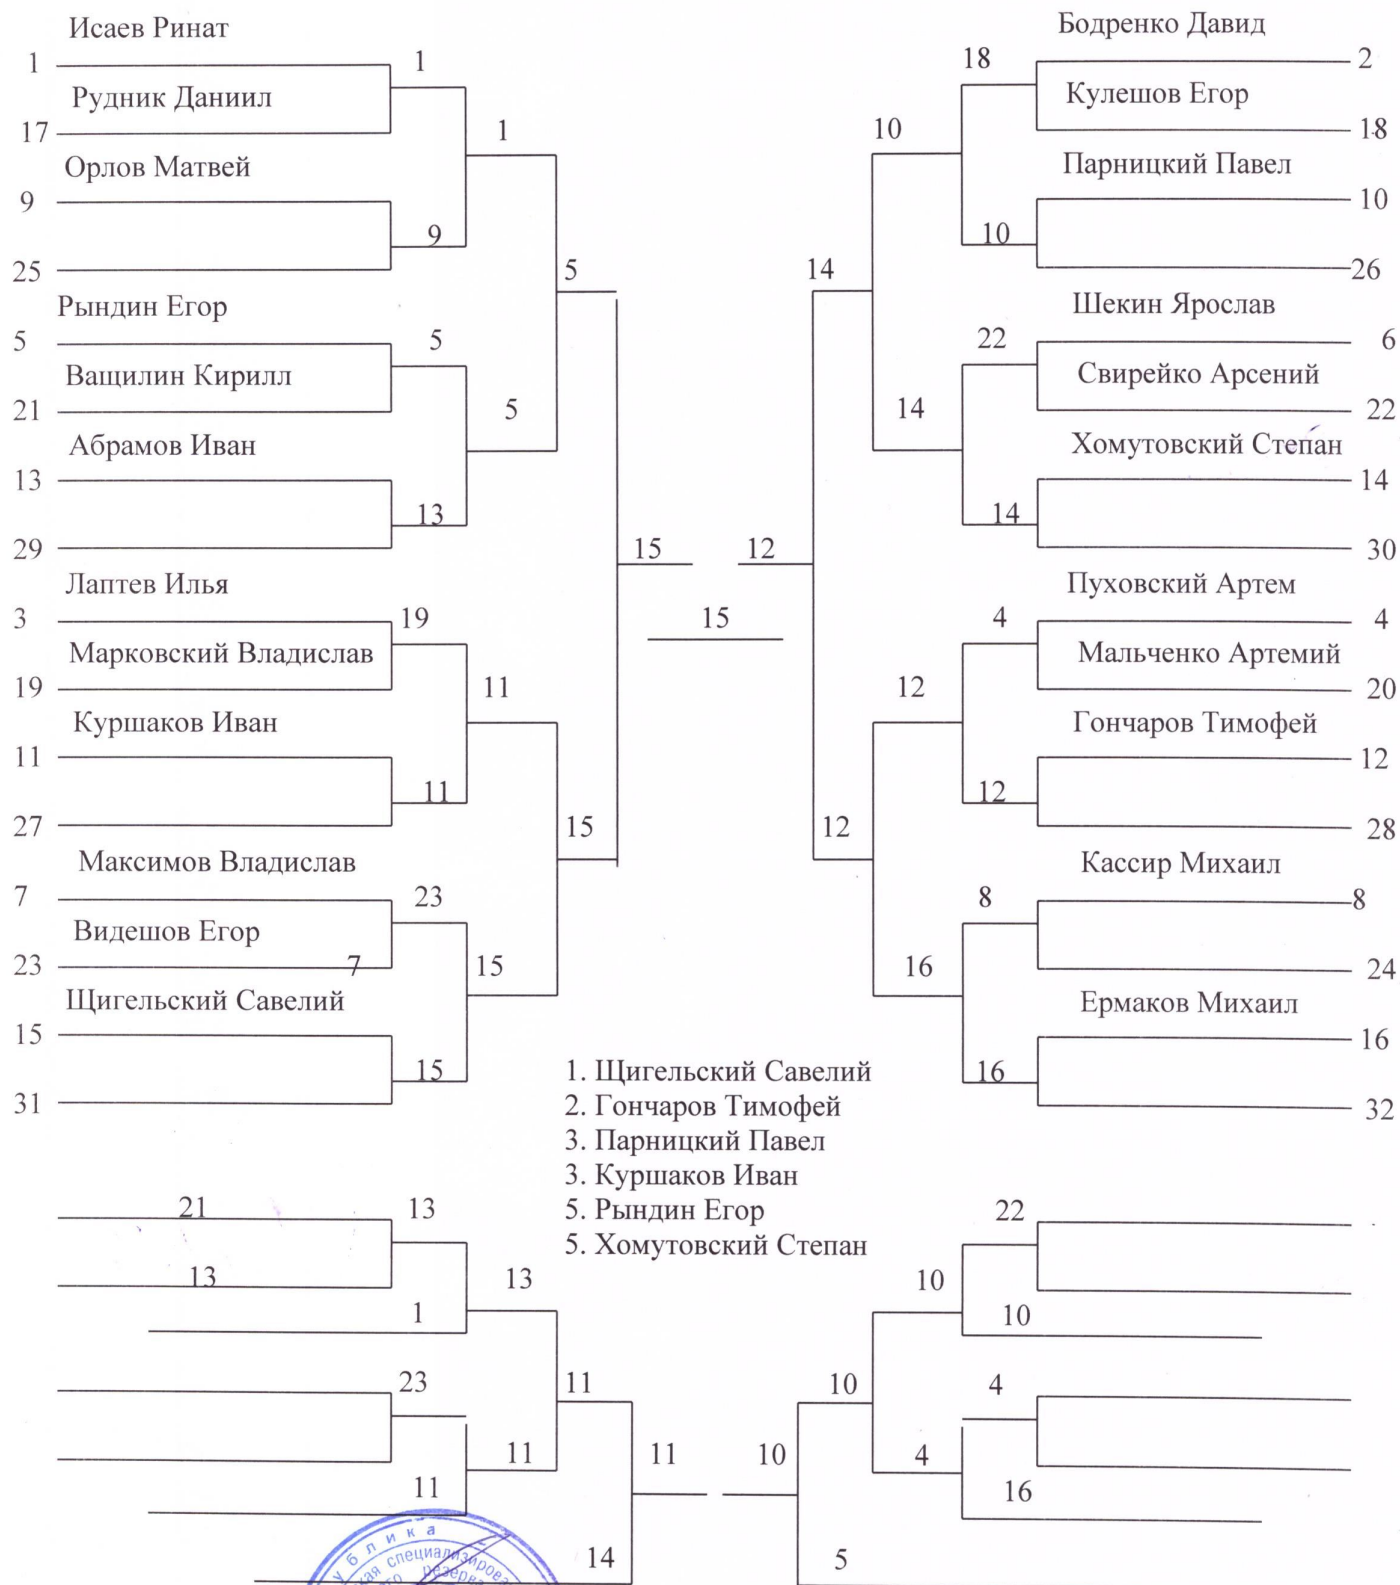 Исаев Ринат
1
1
Рудник Даниил
17
1
Орлов Матвей
9
9
25
5
Рындин Егор
5
5
Ващилин Кирилл
21
5
Абрамов Иван
13
13
29
15
Лаптев Илья
3
19
Марковский Владислав
19
11
Куршаков Иван
11
11
27
15
Максимов Владислав
7
23
Видешов Егор
23
7
15
Щигельский Савелий
15
15
31
15
Бодренко Давид
18
2
Кулешов Егор
10
18
Парницкий Павел
10
10
26
14
Шекин Ярослав
22
6
Свирейко Арсений
14
22
Хомутовский Степан
14
14
30
12
Пуховский Артем
4
4
Мальченко Артемий
12
20
Гончаров Тимофей
12
12
28
12
Кассир Михаил
8
8
16
24
Ермаков Михаил
16
16
32
1. Щигельский Савелий
2. Гончаров Тимофей
3. Парницкий Павел
3. Куршаков Иван
5. Рындин Егор
5. Хомутовский Степан
21
13
13
13
1
23
11
11
11
11
14
22
10
10
4
10
4
16
10
5